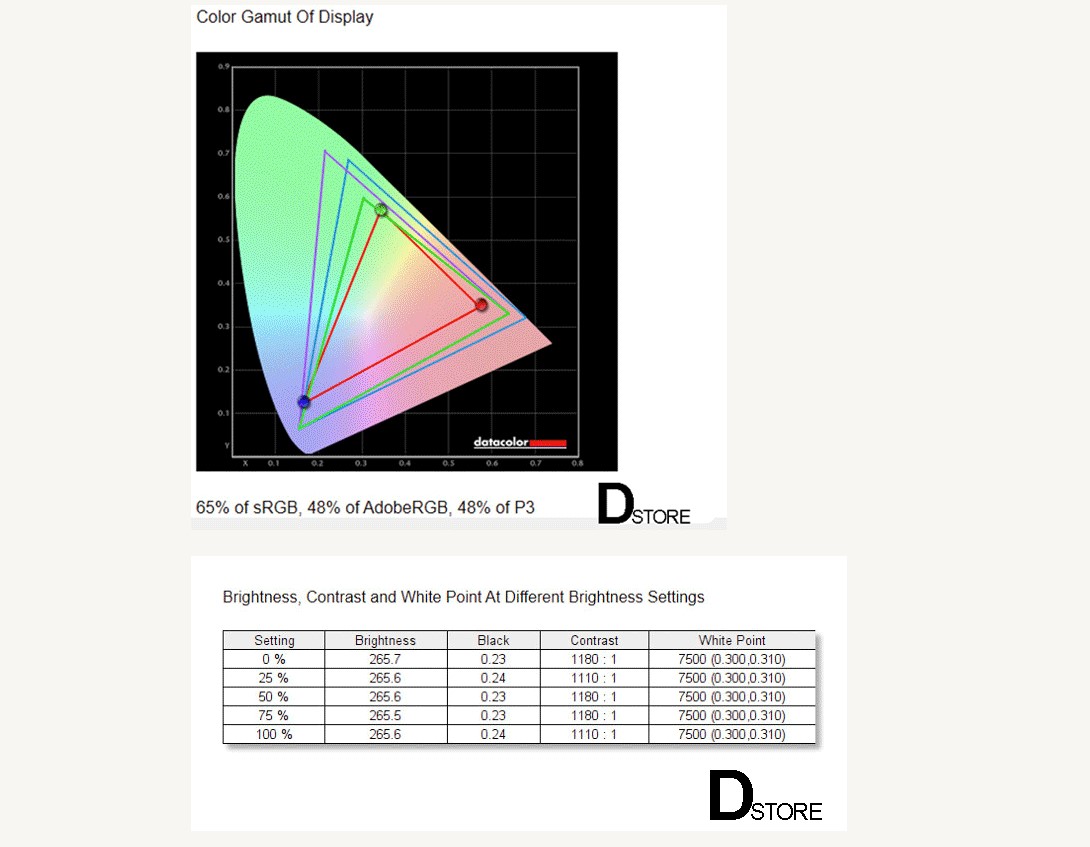 Color Gamut Of Display
0.9
0.8
0.7
0.6
0.5
0.4
0.3
0.2
0.1
Y
X 0.1 0.2 0.3 0.4 0.5 0.6 0.7 0.8
datacolor
65% of sRGB, 48% of AdobeRGB, 48% of P3
DSTORE
Brightness, Contrast and White Point At Different Brightness Settings
Setting Brightness Black Contrast White Point
0 % 265.7 0.23 1180 : 1 7500 (0.300,0.310)
25 % 265.6 0.24 1110 : 1 7500 (0.300,0.310)
50 % 265.6 0.23 1180 : 1 7500 (0.300,0.310)
75 % 265.5 0.23 1180 : 1 7500 (0.300,0.310)
100 % 265.6 0.24 1110 : 1 7500 (0.300,0.310)
DSTORE